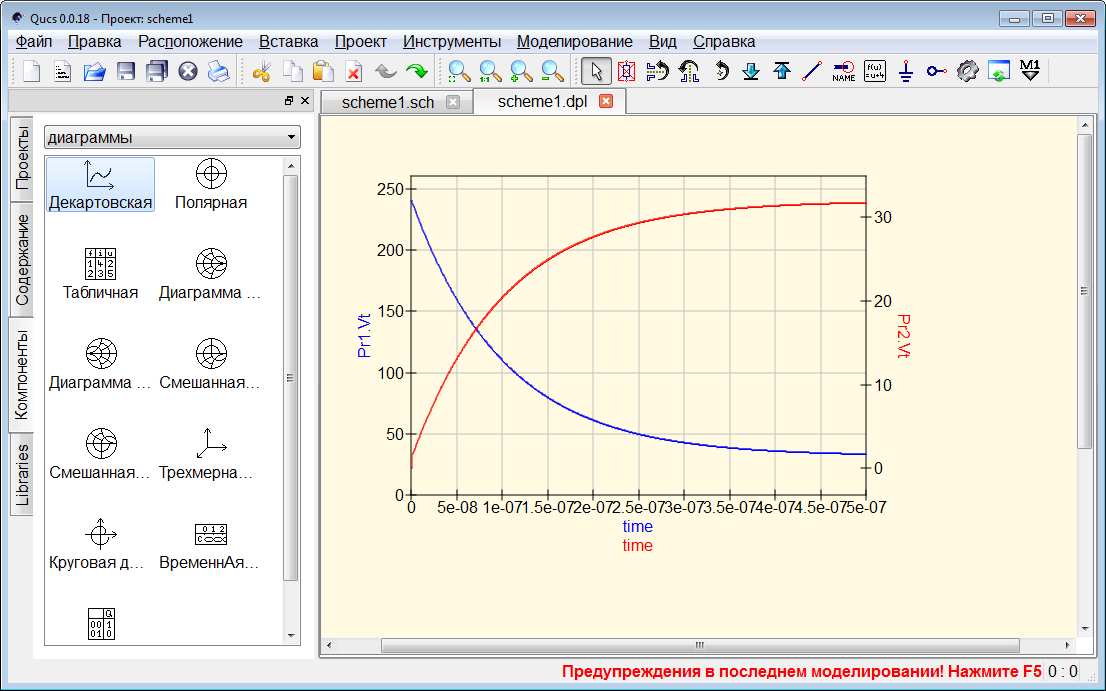 Qucs 0.0.18 - Проект: scheme1
Файл Правка Расположение Вставка Проект Инструменты Моделирование Вид Справка
1:1 NAME f(ω) ω=4 M1
scheme1.sch scheme1.dpl
Проекты
Содержание
Компоненты
Libraries
диаграммы
Декартовская Полярная
Табличная Диаграмма ...
Диаграмма ... Смешанная...
Смешанная... Трехмерна...
Круговая д... ВременнАя...
250
200
150
100
50
0
Pr1.Vt
30
20
10
0
Pr2.Vt
0 5e-08 1e-07 1.5e-07 2e-07 2.5e-07 3e-07 3.5e-07 4e-07 4.5e-07 5e-07
time
time
Предупреждения в последнем моделировании! Нажмите F5 0 : 0